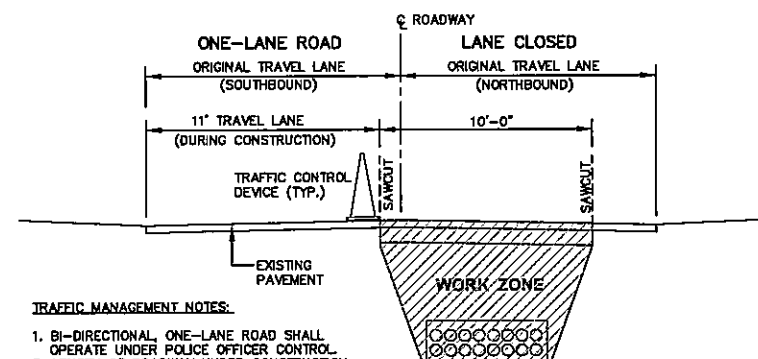 ℄ ROADWAY
ONE-LANE ROAD
LANE CLOSED
ORIGINAL TRAVEL LANE
(SOUTHBOUND)
ORIGINAL TRAVEL LANE
(NORTHBOUND)
11' TRAVEL LANE
(DURING CONSTRUCTION)
10'-0"
TRAFFIC CONTROL
DEVICE (TYP.)
SAWCUT
SAWCUT
EXISTING
PAVEMENT
WORK ZONE
TRAFFIC MANAGEMENT NOTES:
1. BI-DIRECTIONAL, ONE-LANE ROAD SHALL
OPERATE UNDER POLICE OFFICER CONTROL.
UNDER CONSTRUCTION